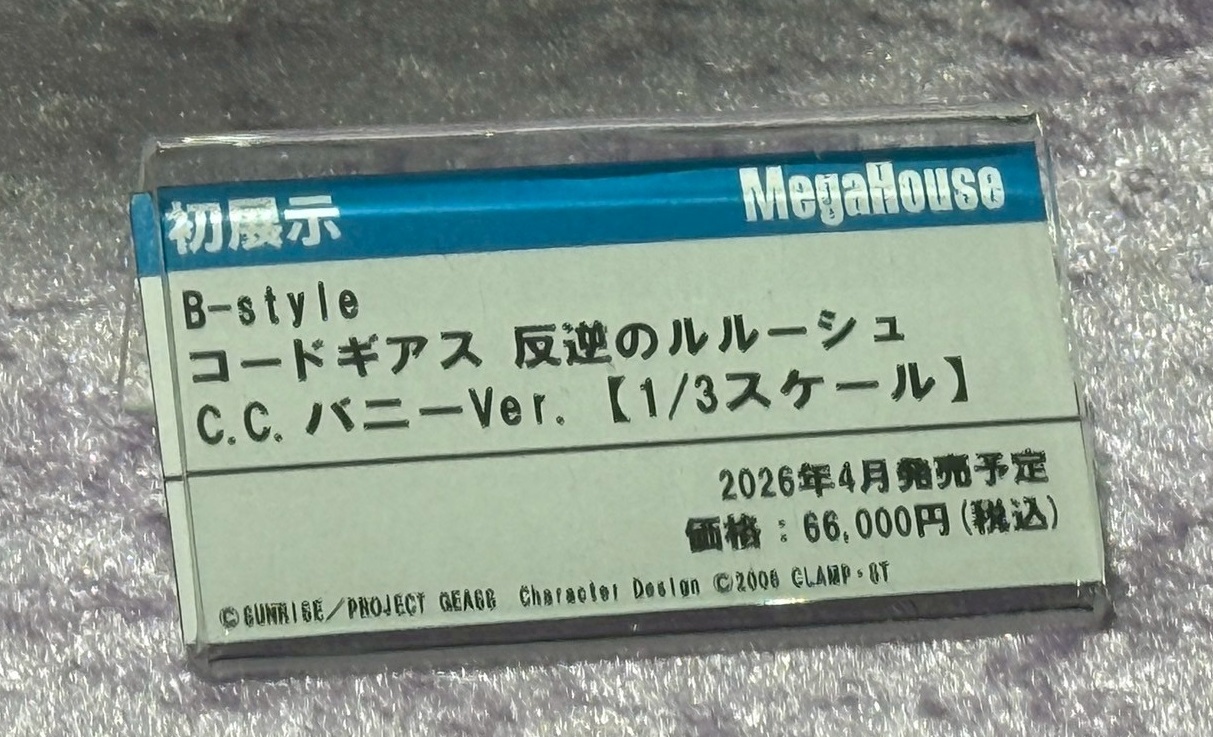 初展示 MegaHouse
B-style
コードギアス 反逆のルルーシュ
C.C. バニーVer.【1/3スケール】
2026年4月発売予定
価格：66,000円(税込)
©SUNRISE／PROJECT GEASS Character Design ©2006 CLAMP・ST